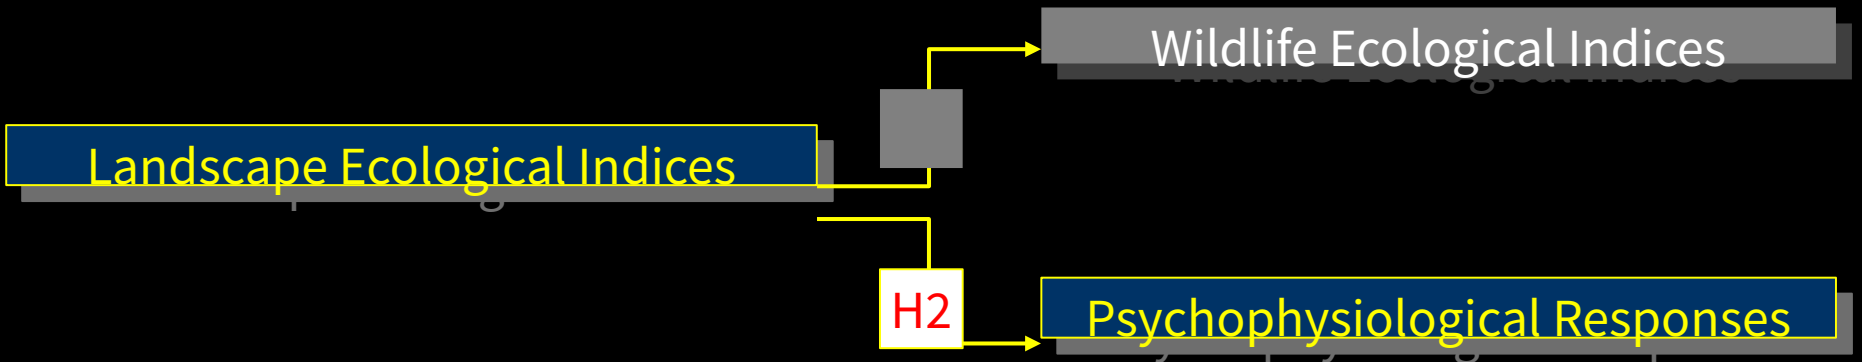 Wildlife Ecological Indices
Landscape Ecological Indices
H2
Psychophysiological Responses